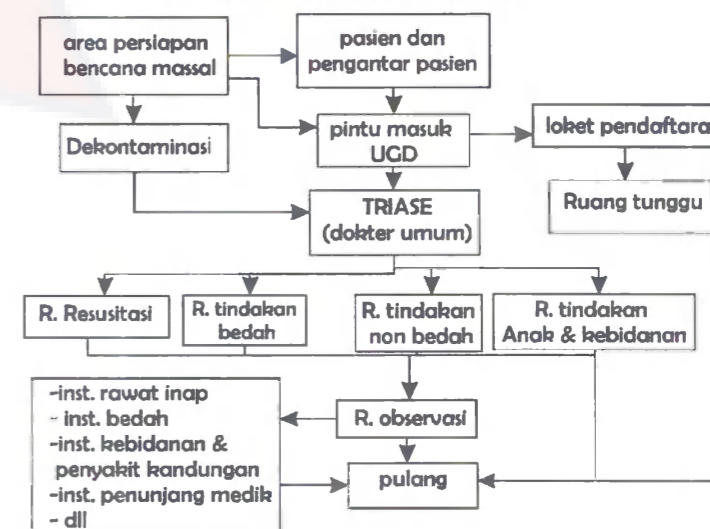 area persiapan
bencana massal
pasien dan
pengantar pasien
Dekontaminasi
pintu masuk
UGD
loket pendaftara
TRIASE
(dokter umum)
Ruang tunggu
R. Resusitasi
R. tindakan
bedah
R. tindakan
non bedah
R. tindakan
Anak & kebidanan
-inst. rawat inap
- inst. bedah
-inst. kebidanan &
penyakit kandungan
-inst. penunjang medik
- dll
R. observasi
pulang